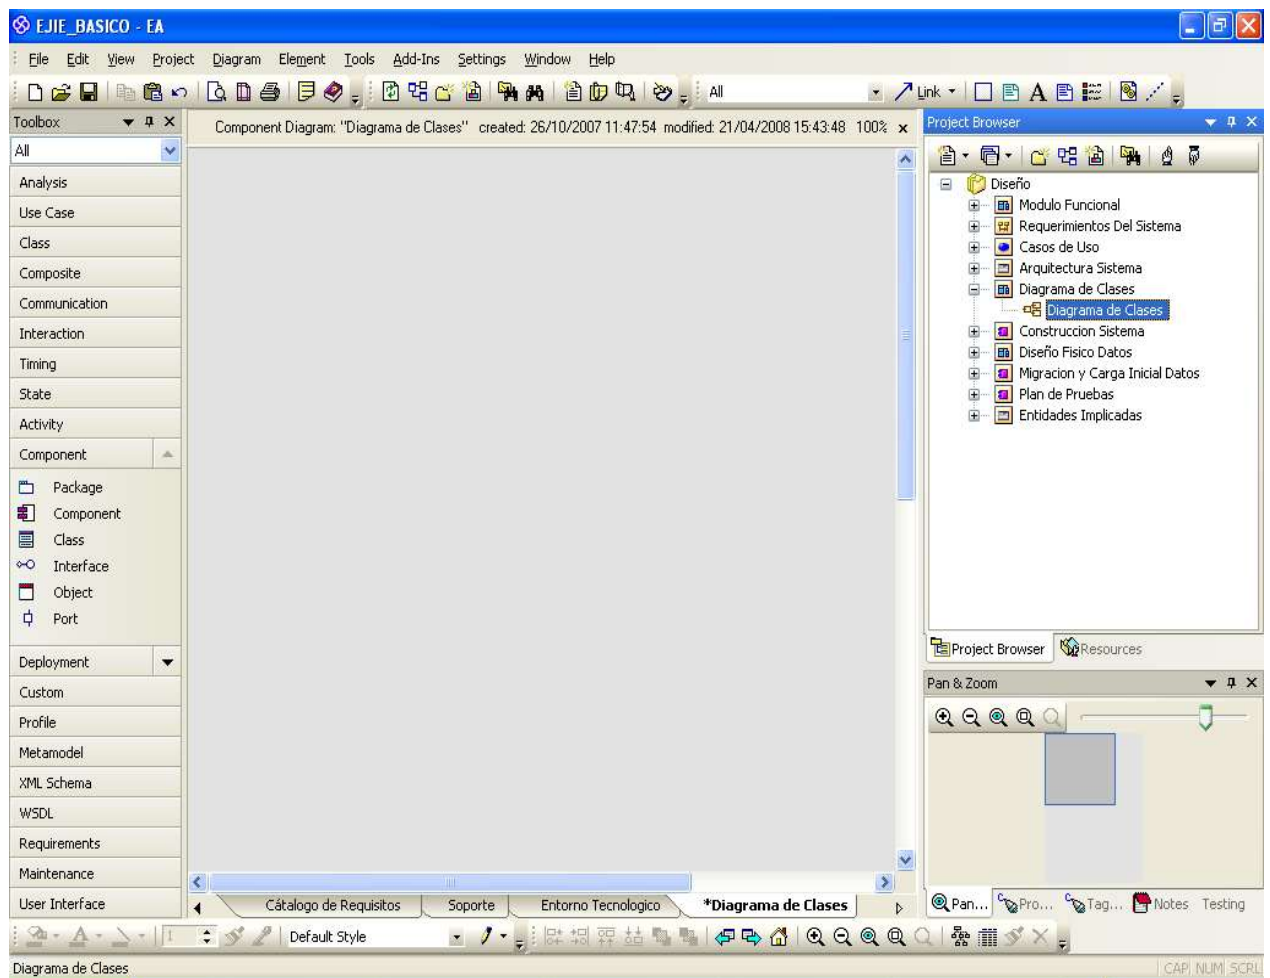 EJIE_BASICO - EA
File Edit View Project Diagram Element Tools Add-Ins Settings Window Help
All
Link
A
Toolbox
All
Analysis
Use Case
Class
Composite
Communication
Interaction
Timing
State
Activity
Component
Package
Component
Class
Interface
Object
Port
Deployment
Custom
Profile
Metamodel
XML Schema
WSDL
Requirements
Maintenance
User Interface
Component Diagram: "Diagrama de Clases" created: 26/10/2007 11:47:54 modified: 21/04/2008 15:43:48 100%
Cátalogo de Requisitos Soporte Entorno Tecnologico *Diagrama de Clases
Project Browser
Diseño
Modulo Funcional
Requerimientos Del Sistema
Casos de Uso
Arquitectura Sistema
Diagrama de Clases
Diagrama de Clases
Construccion Sistema
Diseño Fisico Datos
Migracion y Carga Inicial Datos
Plan de Pruebas
Entidades Implicadas
Project Browser Resources
Pan & Zoom
Pan... Pro... Tag... Notes Testing
A 1 Default Style
Diagrama de Clases
CAP NUM SCRL